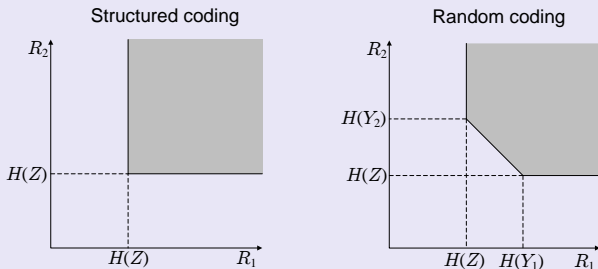 Structured coding
R₂
H(Z)
H(Z)
R₁
Random coding
R₂
H(Y₂)
H(Z)
H(Z)
H(Y₁)
R₁